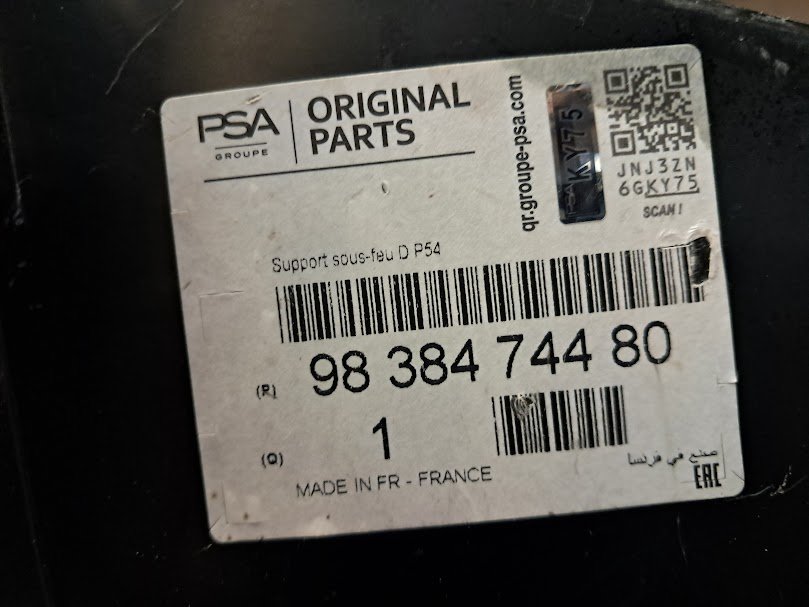 PSA
GROUPE
ORIGINAL
PARTS
qr.groupe-psa.com
PSA KY75
JNJ3ZN
6GKY75
SCAN!
Support sous-feu D P54
(P) 98 384 744 80
(Q) 1
MADE IN FR - FRANCE
صنع في فرنسا
EAC